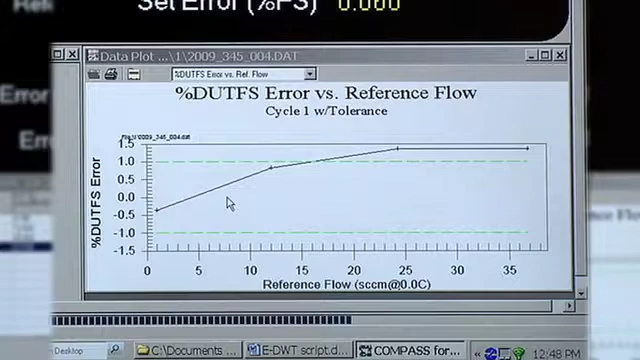 Set Error (%FS) 0.060
Error
Data Plot ...\1\2009_345_004.DAT
%DUTFS Error vs. Ref. Flow
%DUTFS Error vs. Reference Flow
Cycle 1 w/Tolerance
1.5
1.0
0.5
0.0
-0.5
-1.0
-1.5
%DUTFS Error
0 5 10 15 20 25 30 35
Reference Flow (sccm@0.0C)
Desktop
C:\Documents ...
E-DWT script.d...
COMPASS for...
12:48 PM